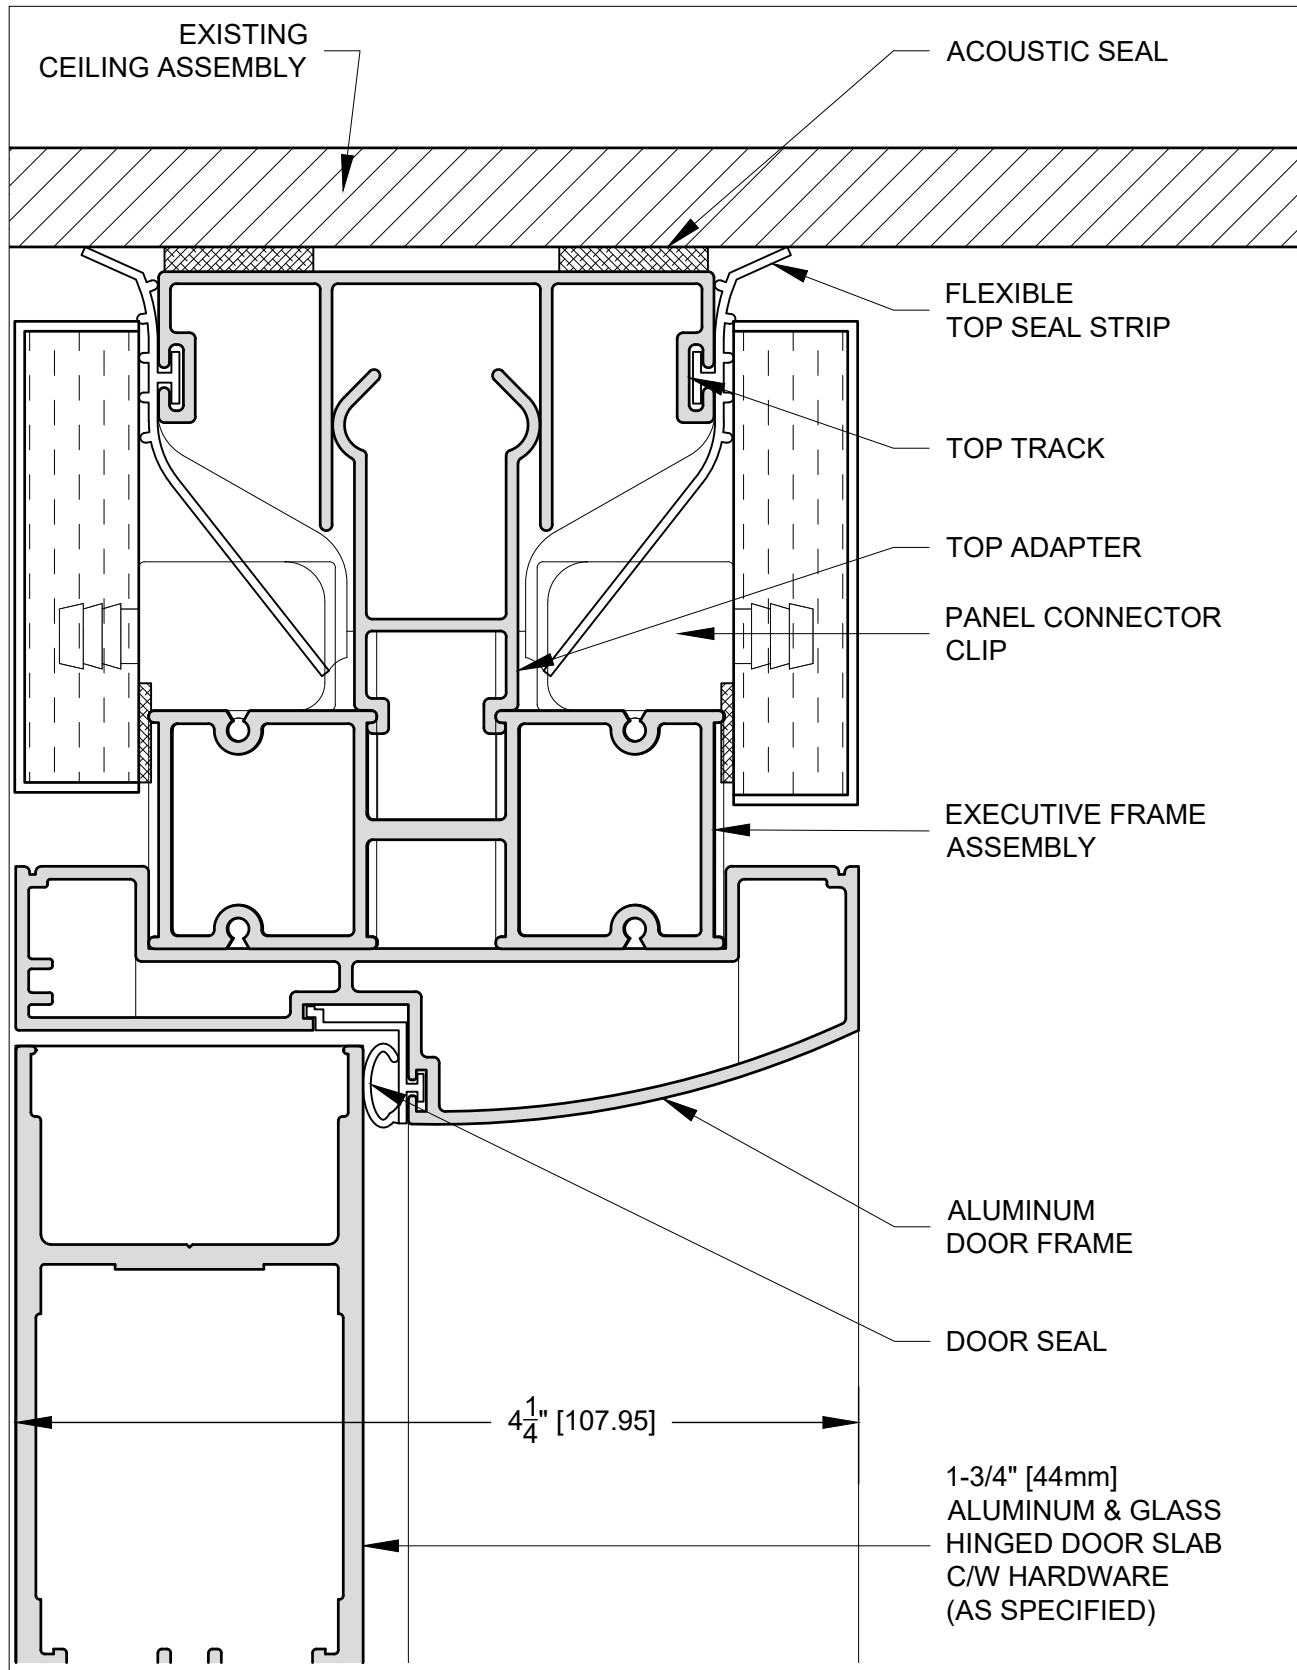 EXISTING
CEILING ASSEMBLY
ACOUSTIC SEAL
FLEXIBLE
TOP SEAL STRIP
TOP TRACK
TOP ADAPTER
PANEL CONNECTOR
CLIP
EXECUTIVE FRAME
ASSEMBLY
ALUMINUM
DOOR FRAME
DOOR SEAL
4 1/4" [107.95]
1-3/4" [44mm]
ALUMINUM & GLASS
HINGED DOOR SLAB
C/W HARDWARE
(AS SPECIFIED)